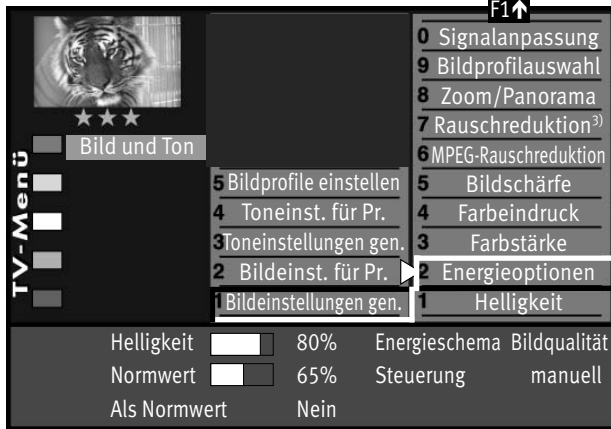 F1↑
0 Signalanpassung
9 Bildprofilauswahl
8 Zoom/Panorama
7 Rauschreduktion3)
6 MPEG-Rauschreduktion
5 Bildschärfe
4 Farbeindruck
3 Farbstärke
2 Energieoptionen
1 Helligkeit
TV-Menü
Bild und Ton
5 Bildprofile einstellen
4 Toneinst. für Pr.
3 Toneinstellungen gen.
2 Bildeinst. für Pr.
1 Bildeinstellungen gen.
Helligkeit 80% Energieschema Bildqualität
Normwert 65% Steuerung manuell
Als Normwert Nein